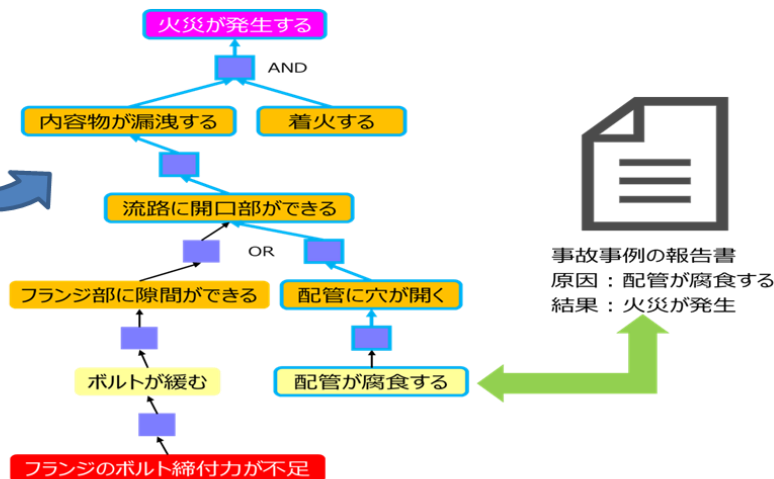 火災が発生する
AND
内容物が漏洩する
着火する
流路に開口部ができる
OR
フランジ部に隙間ができる
配管に穴が開く
ボルトが緩む
配管が腐食する
フランジのボルト締付力が不足
事故事例の報告書
原因：配管が腐食する
結果：火災が発生